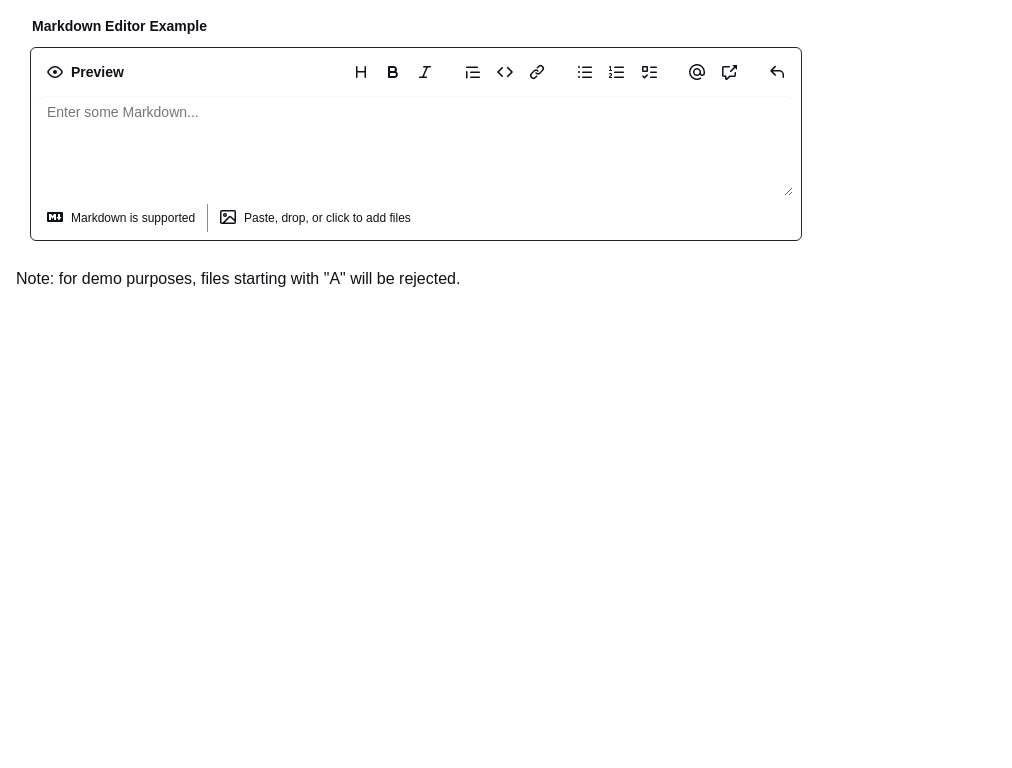 Markdown Editor Example
Preview
Enter some Markdown...
Markdown is supported
Paste, drop, or click to add files
Note: for demo purposes, files starting with "A" will be rejected.